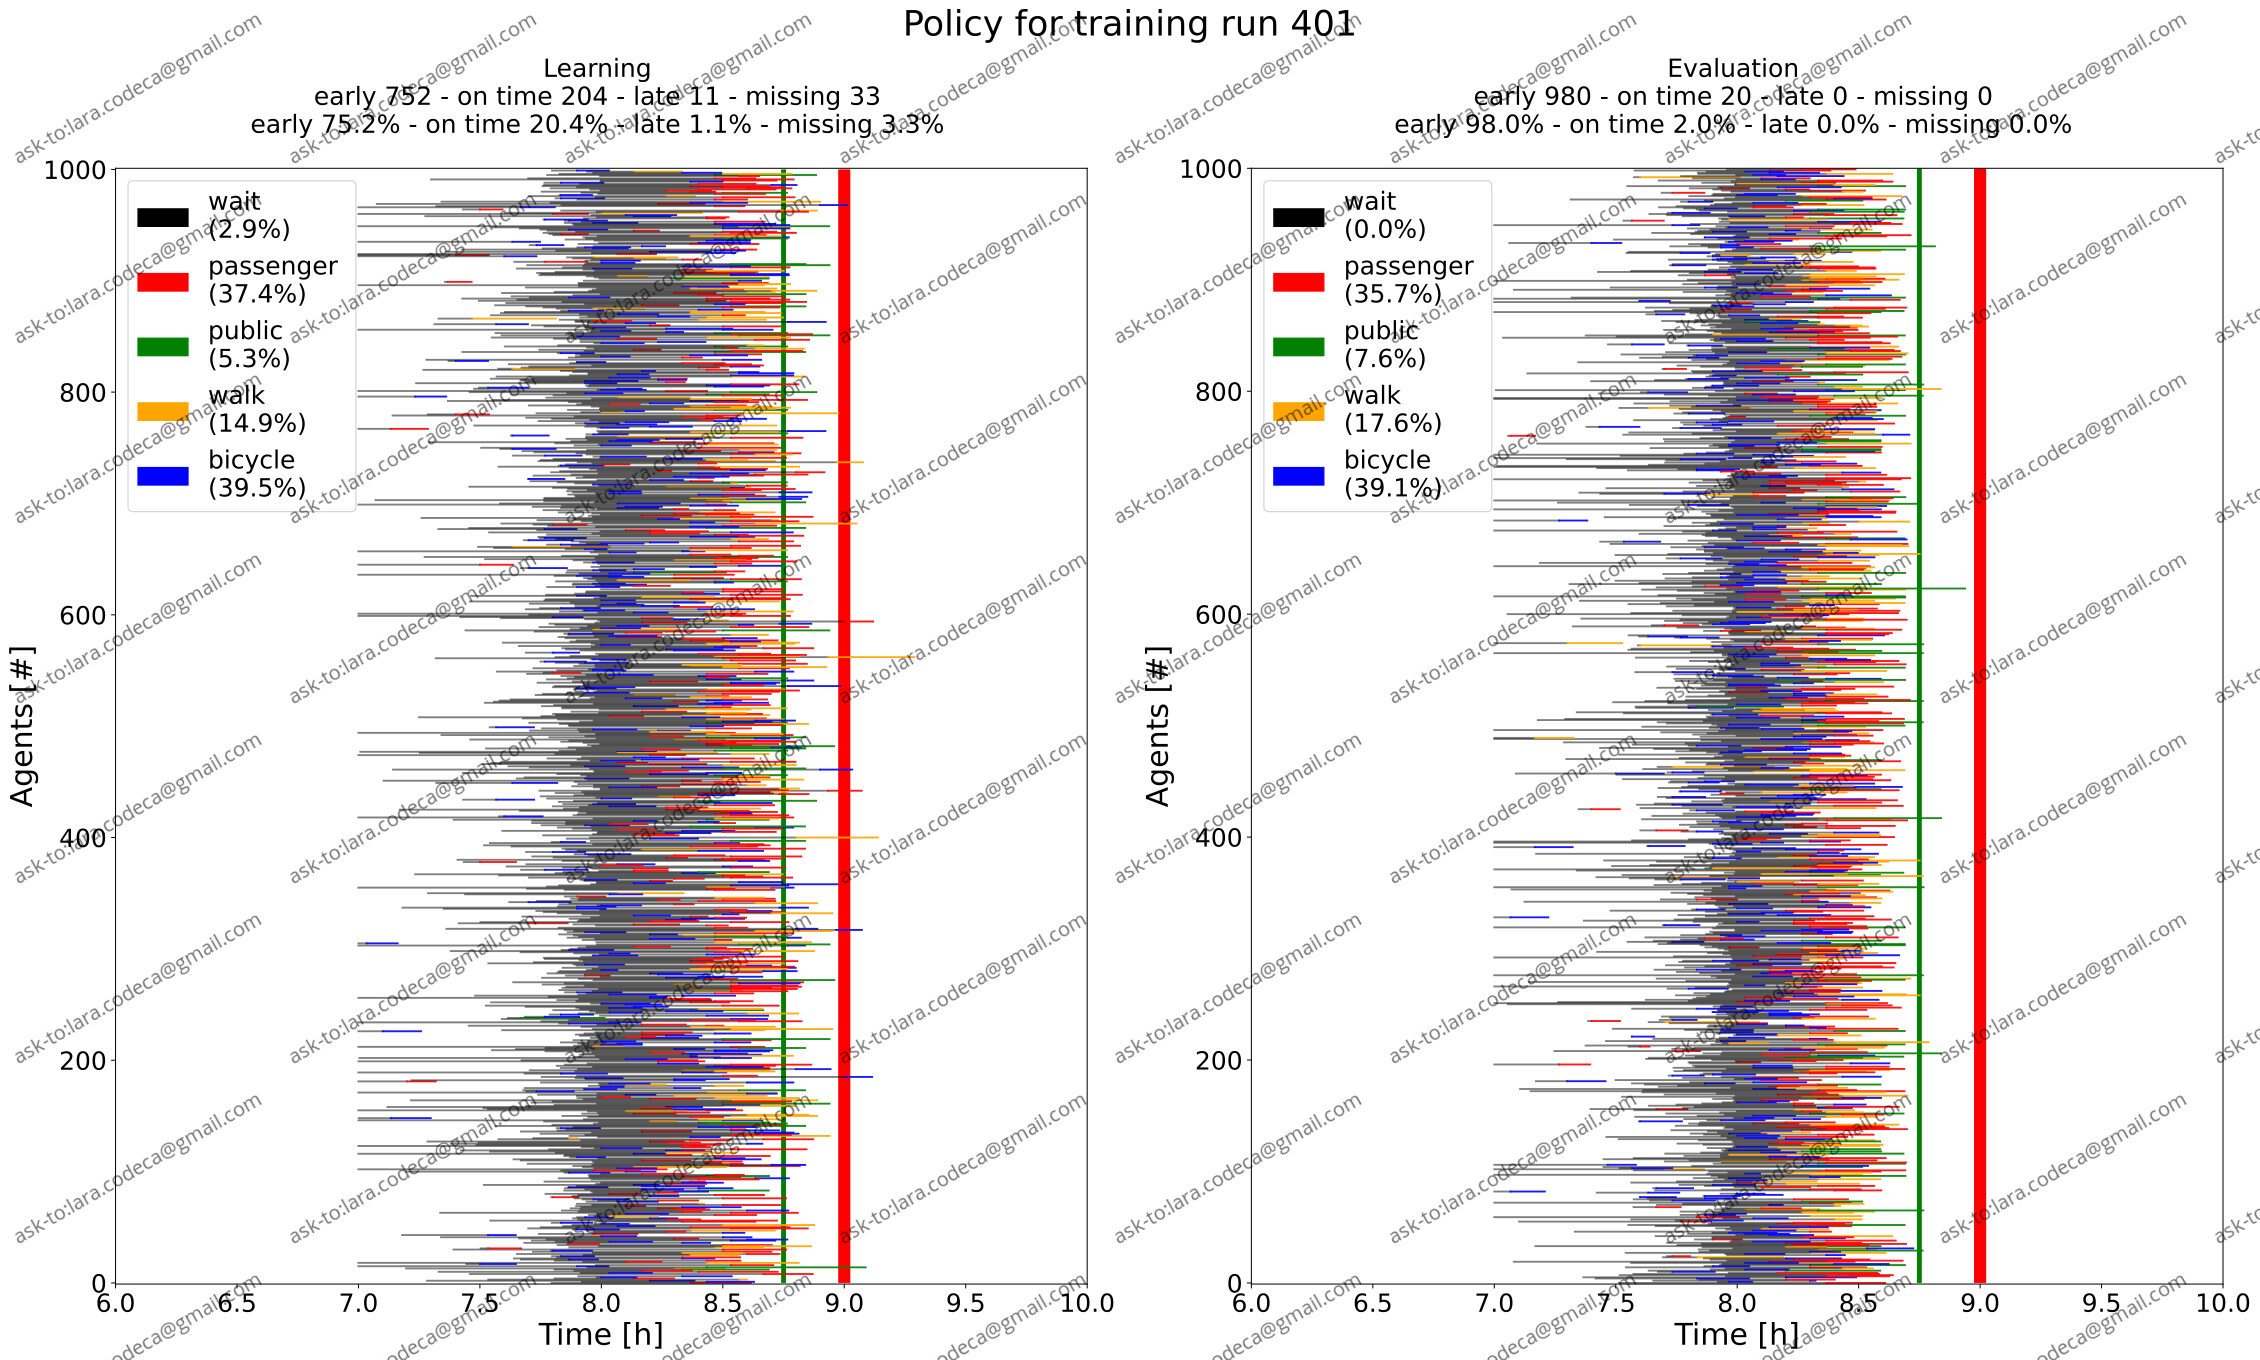 Policy for training run 401
Learning
early 752 - on time 204 - late 11 - missing 33
early 75.2% - on time 20.4% - late 1.1% - missing 3.3%
1000
800
600
400
200
0
Agents [#]
wait
(2.9%)
passenger
(37.4%)
public
(5.3%)
walk
(14.9%)
bicycle
(39.5%)
6.0 6.5 7.0 7.5 8.0 8.5 9.0 9.5 10.0
Time [h]
Evaluation
early 980 - on time 20 - late 0 - missing 0
early 98.0% - on time 2.0% - late 0.0% - missing 0.0%
1000
800
600
400
200
0
Agents [#]
wait
(0.0%)
passenger
(35.7%)
public
(7.6%)
walk
(17.6%)
bicycle
(39.1%)
6.0 6.5 7.0 7.5 8.0 8.5 9.0 9.5 10.0
Time [h]
ask-to:lara.codeca@gmail.com